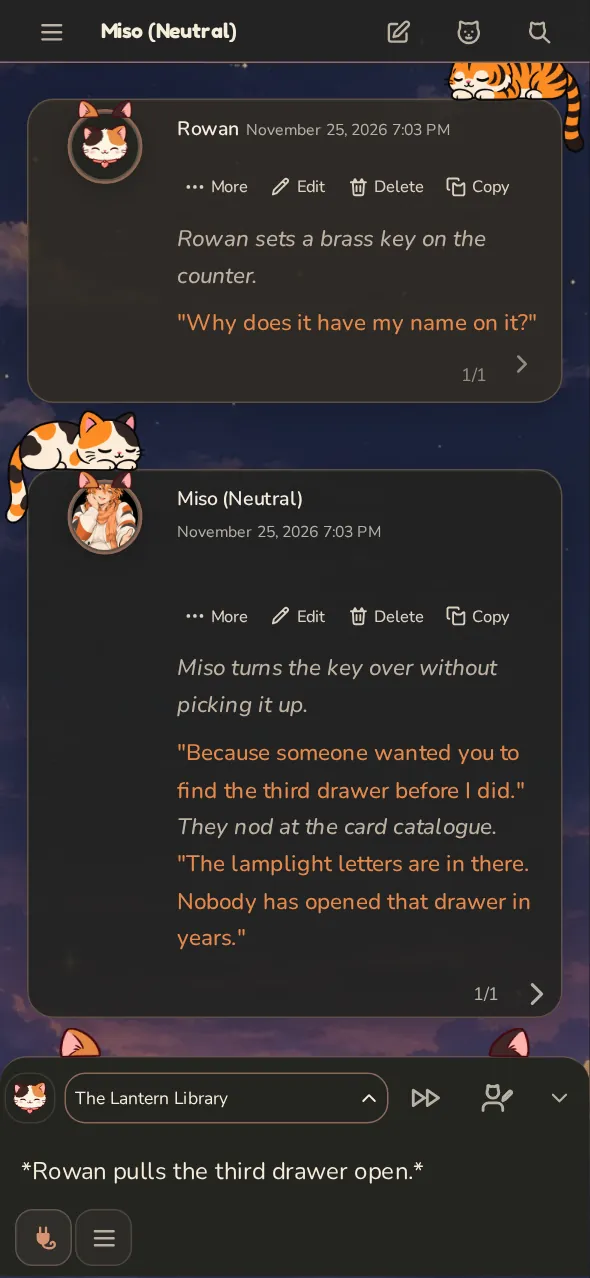 Miso (Neutral)
Rowan November 25, 2026 7:03 PM
More Edit Delete Copy
Rowan sets a brass key on the
counter.
"Why does it have my name on it?"
1/1
Miso (Neutral)
November 25, 2026 7:03 PM
More Edit Delete Copy
Miso turns the key over without
picking it up.
"Because someone wanted you to
find the third drawer before I did."
They nod at the card catalogue.
"The lamplight letters are in there.
Nobody has opened that drawer in
years."
1/1
The Lantern Library
*Rowan pulls the third drawer open.*